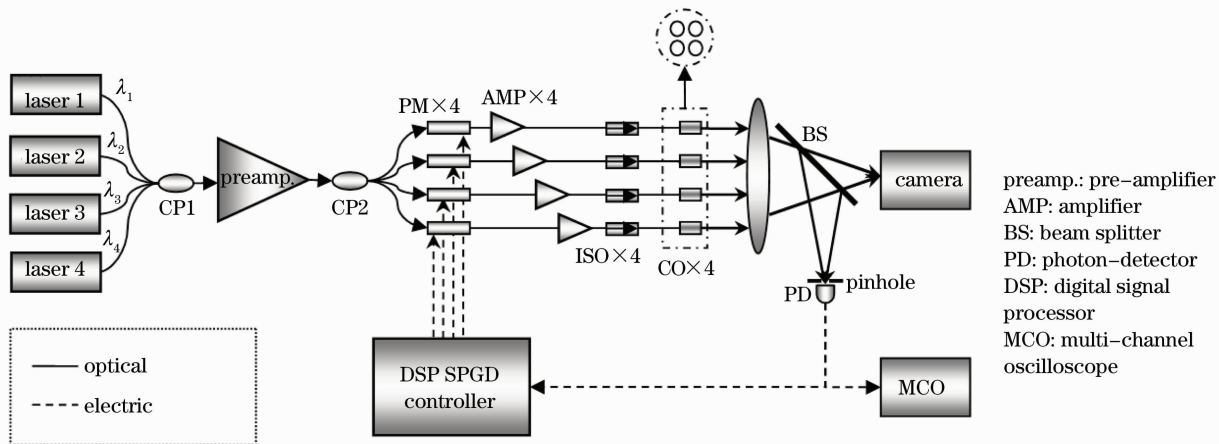 laser 1
laser 2
laser 3
laser 4
λ1
λ2
λ3
λ4
CP1
preamp.
CP2
PM×4
AMP×4
ISO×4
CO×4
BS
camera
PD
pinhole
DSP SPGD
controller
MCO
optical
electric
preamp.: pre-amplifier
AMP: amplifier
BS: beam splitter
PD: photon-detector
DSP: digital signal
processor
MCO: multi-channel
oscilloscope